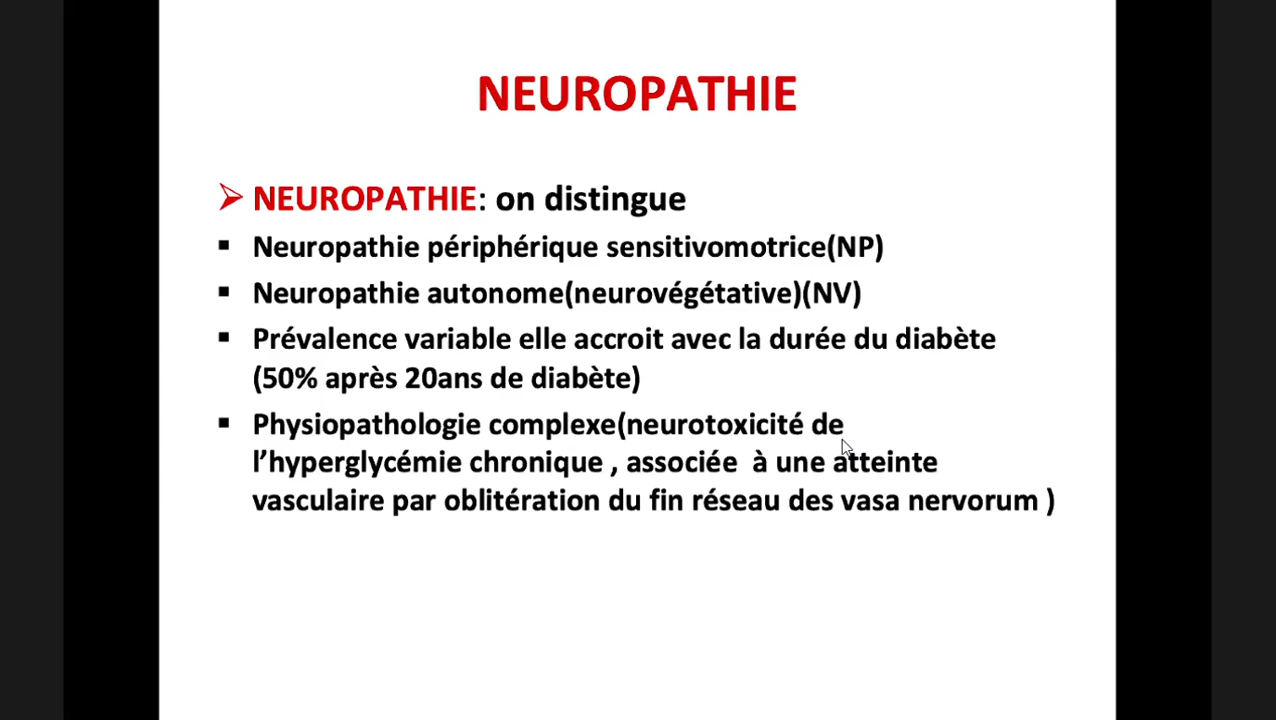 NEUROPATHIE
NEUROPATHIE: on distingue
Neuropathie périphérique sensitivomotrice(NP)
Neuropathie autonome(neurovégétative)(NV)
Prévalence variable elle accroit avec la durée du diabète
(50% après 20ans de diabète)
Physiopathologie complexe(neurotoxicité de
l’hyperglycémie chronique , associée à une atteinte
vasculaire par oblitération du fin réseau des vasa nervorum )